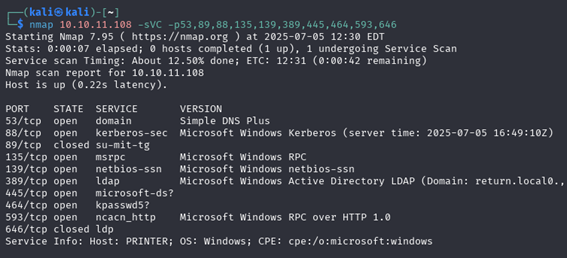 ┌──(kali㉿kali)-[~]
└─$ nmap 10.10.11.108 -sVC -p53,89,88,135,139,389,445,464,593,646
Starting Nmap 7.95 ( https://nmap.org ) at 2025-07-05 12:30 EDT
Stats: 0:00:07 elapsed; 0 hosts completed (1 up), 1 undergoing Service Scan
Service scan Timing: About 12.50% done; ETC: 12:31 (0:00:42 remaining)
Nmap scan report for 10.10.11.108
Host is up (0.22s latency).
PORT    STATE  SERVICE       VERSION
53/tcp  open   domain        Simple DNS Plus
88/tcp  open   kerberos-sec  Microsoft Windows Kerberos (server time: 2025-07-05 16:49:10Z)
89/tcp  closed su-mit-tg
135/tcp open   msrpc         Microsoft Windows RPC
139/tcp open   netbios-ssn   Microsoft Windows netbios-ssn
389/tcp open   ldap          Microsoft Windows Active Directory LDAP (Domain: return.local0.,
445/tcp open   microsoft-ds?
464/tcp open   kpasswd5?
593/tcp open   ncacn_http    Microsoft Windows RPC over HTTP 1.0
646/tcp closed ldp
Service Info: Host: PRINTER; OS: Windows; CPE: cpe:/o:microsoft:windows